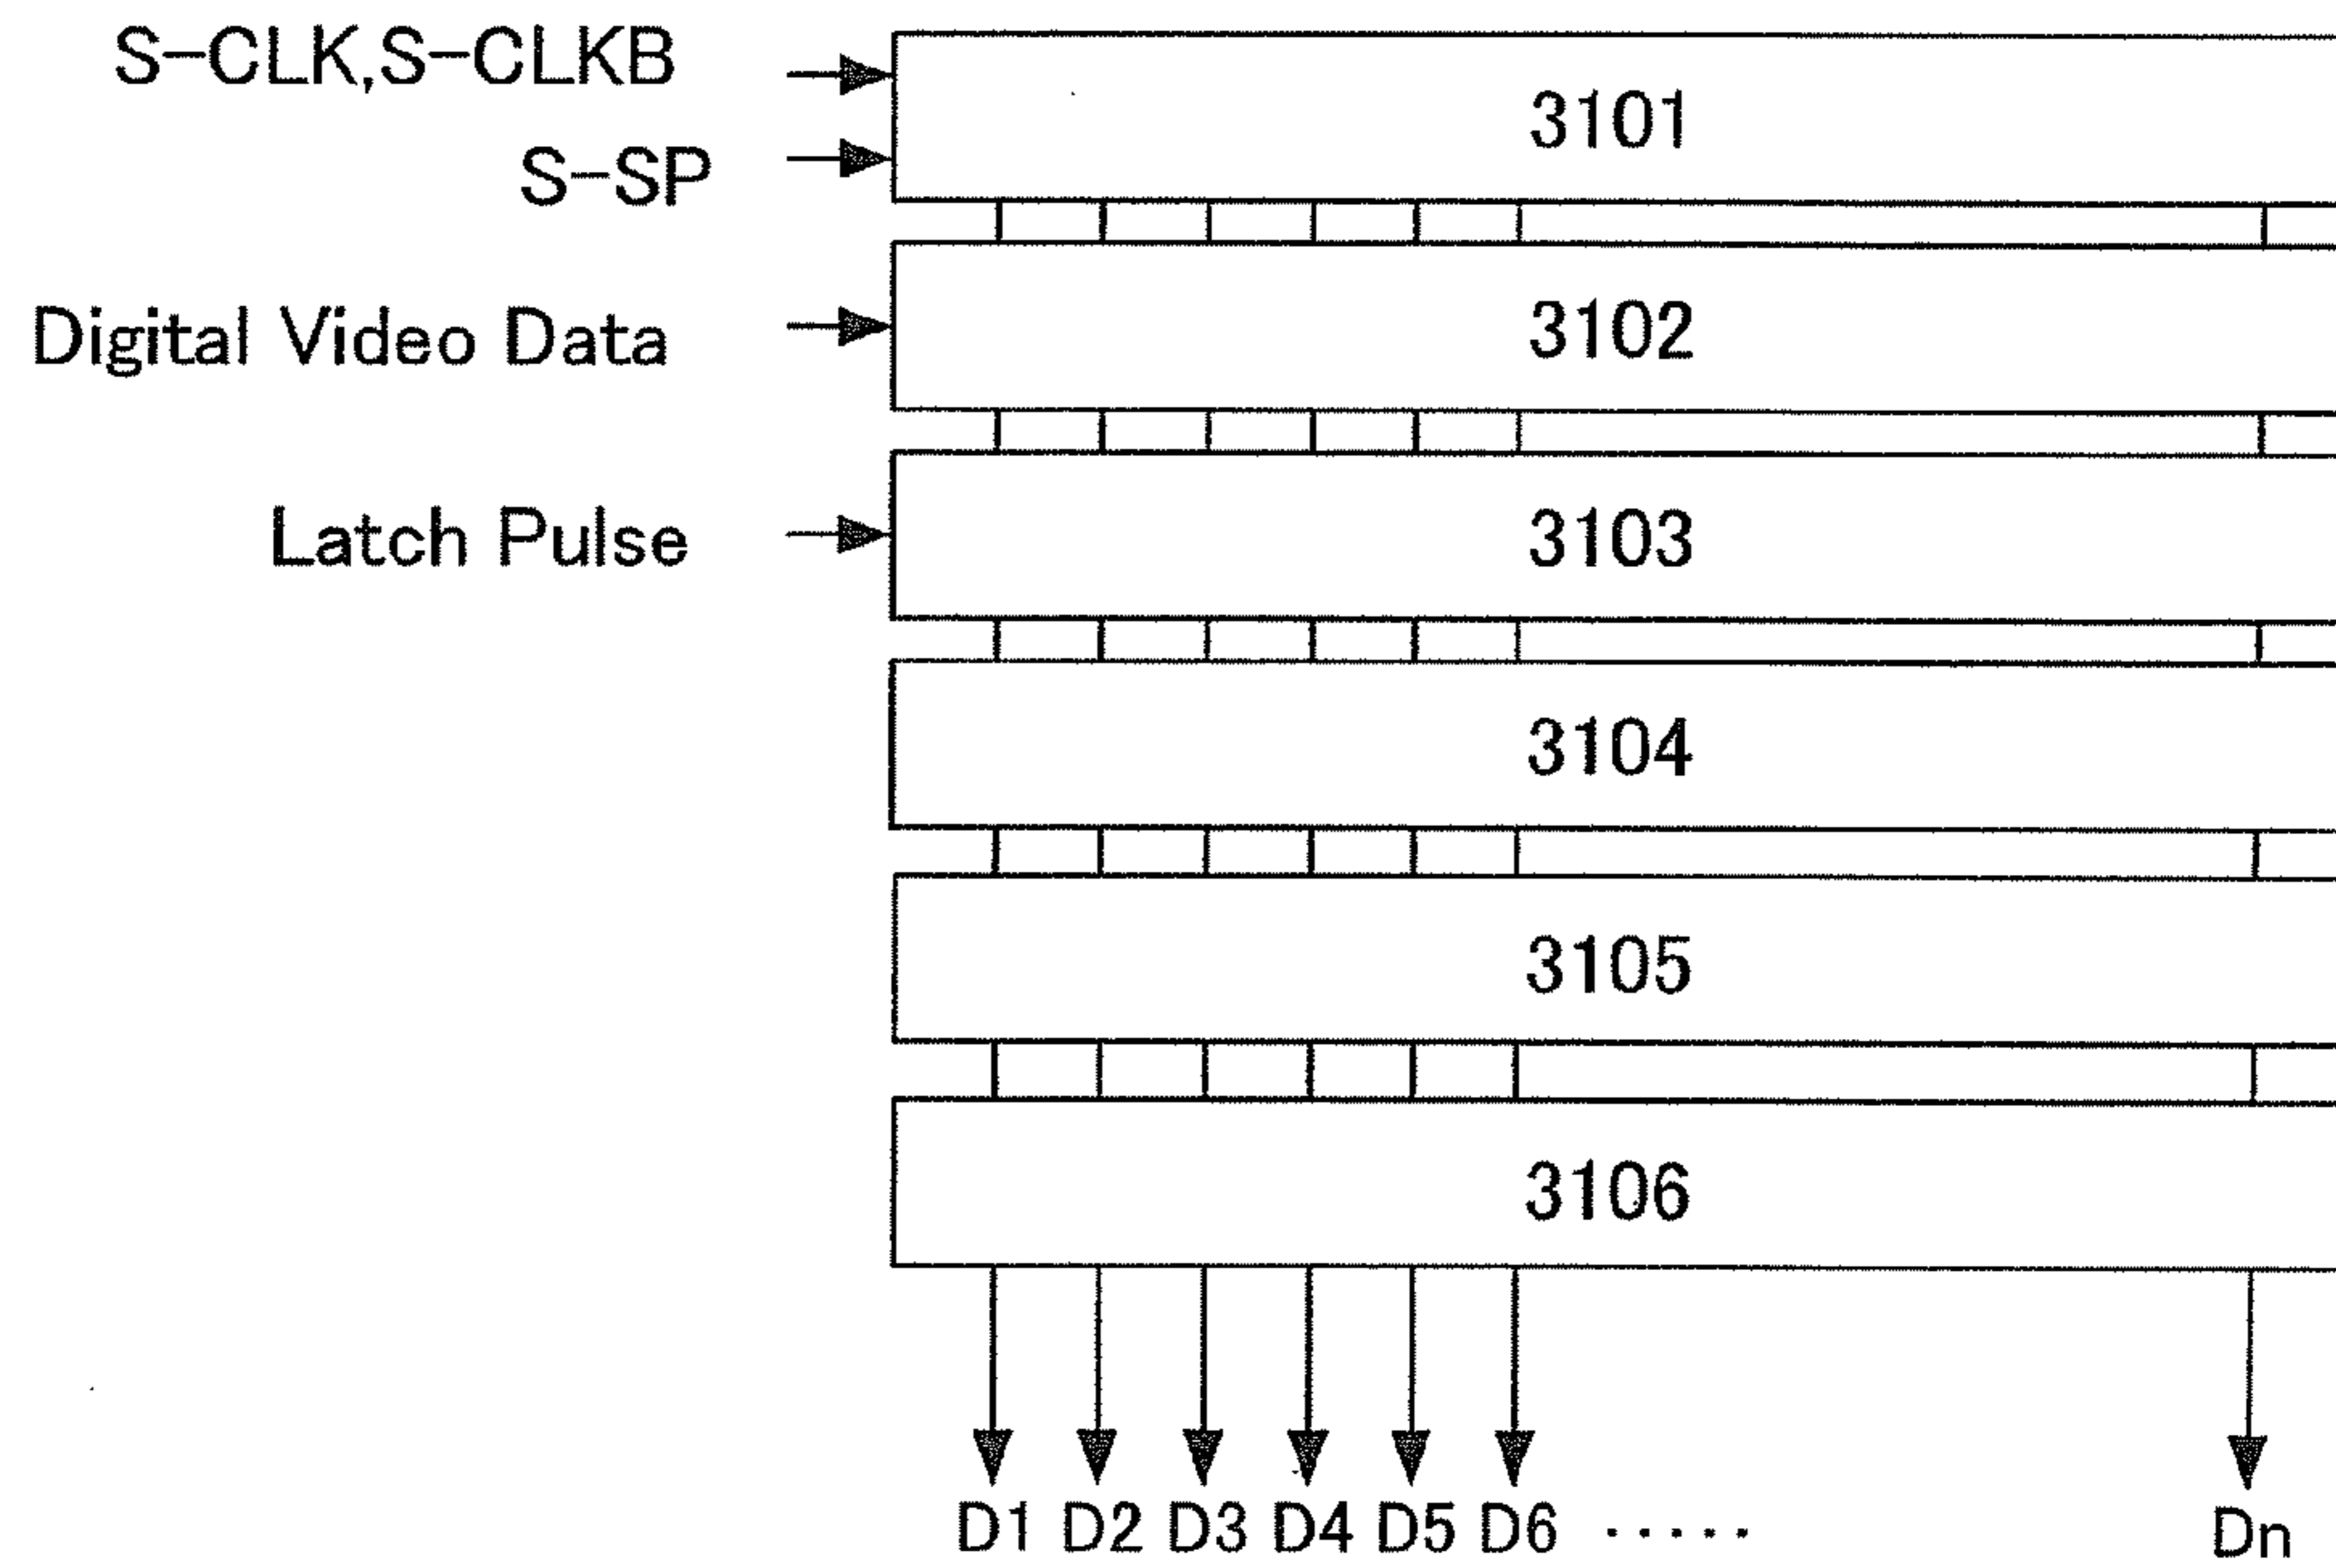 S-CLK,S-CLKB
3101
S-SP
Digital Video Data
3102
Latch Pulse
3103
3104
3105
3106
D1 D2 D3 D4 D5 D6 ····· Dn